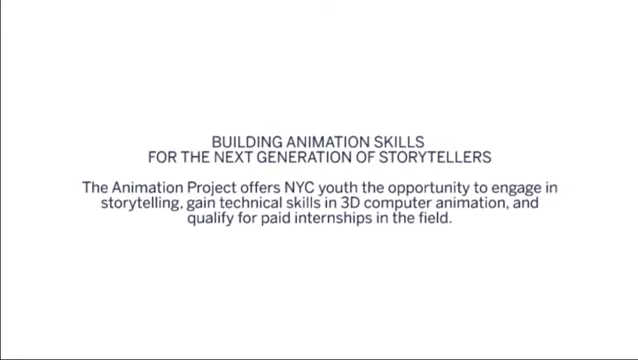 BUILDING ANIMATION SKILLS
FOR THE NEXT GENERATION OF STORYTELLERS
The Animation Project offers NYC youth the opportunity to engage in
storytelling, gain technical skills in 3D computer animation, and
qualify for paid internships in the field.